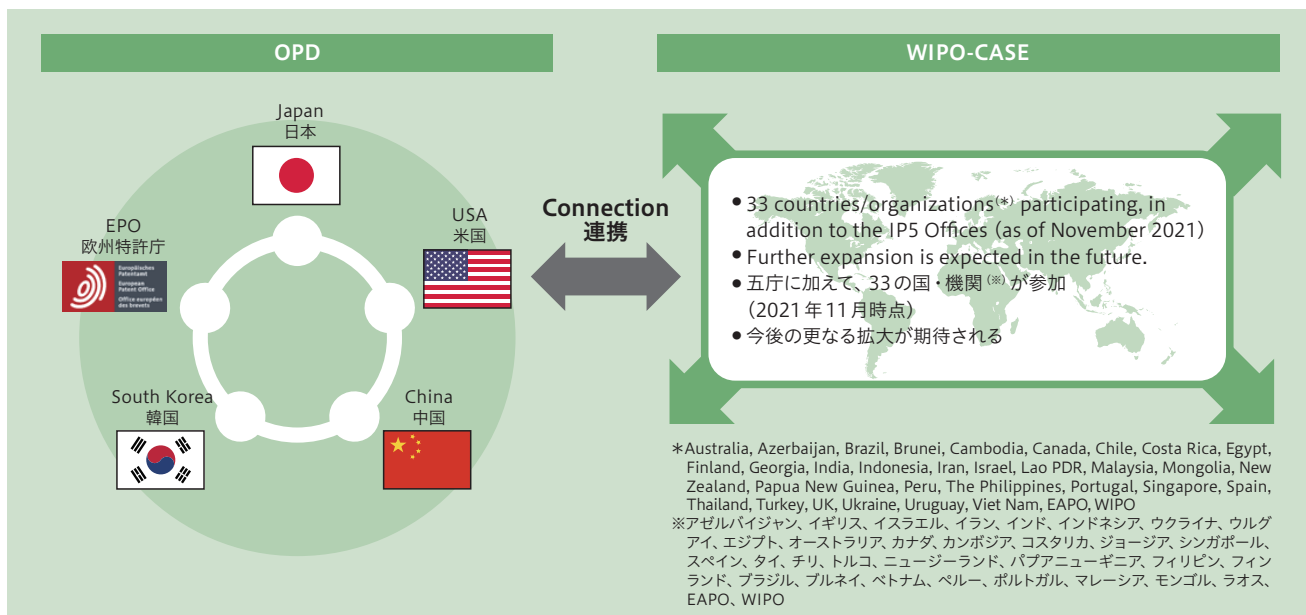 OPD
Japan
日本
EPO
欧州特許庁
Europäisches
Patentamt
European
Patent Office
Office européen
des brevets
USA
米国
South Korea
韓国
China
中国
Connection
連携
WIPO-CASE
• 33 countries/organizations(*) participating, in
addition to the IP5 Offices (as of November 2021)
• Further expansion is expected in the future.
• 五庁に加えて、33の国・機関(※)が参加
（2021年11月時点）
• 今後の更なる拡大が期待される
*Australia, Azerbaijan, Brazil, Brunei, Cambodia, Canada, Chile, Costa Rica, Egypt,
Finland, Georgia, India, Indonesia, Iran, Israel, Lao PDR, Malaysia, Mongolia, New
Zealand, Papua New Guinea, Peru, The Philippines, Portugal, Singapore, Spain,
Thailand, Turkey, UK, Ukraine, Uruguay, Viet Nam, EAPO, WIPO
※アゼルバイジャン、イギリス、イスラエル、イラン、インド、インドネシア、ウクライナ、ウルグ
アイ、エジプト、オーストラリア、カナダ、カンボジア、コスタリカ、ジョージア、シンガポール、
スペイン、タイ、チリ、トルコ、ニュージーランド、パプアニューギニア、フィリピン、フィン
ランド、ブラジル、ブルネイ、ベトナム、ペルー、ポルトガル、マレーシア、モンゴル、ラオス、
EAPO、WIPO